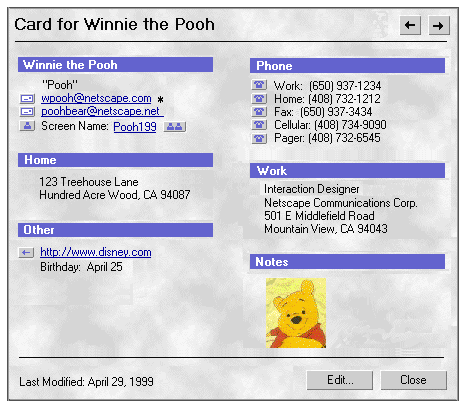 Card for Winnie the Pooh
Winnie the Pooh
"Pooh"
wpooh@netscape.com *
poohbear@netscape.net
Screen Name: Pooh199
Home
123 Treehouse Lane
Hundred Acre Wood, CA 94087
Other
http://www.disney.com
Birthday: April 25
Phone
Work: (650) 937-1234
Home: (408) 732-1212
Fax: (650) 937-3434
Cellular: (408) 734-9090
Pager: (408) 732-6545
Work
Interaction Designer
Netscape Communications Corp.
501 E Middlefield Road
Mountain View, CA 94043
Notes
Last Modified: April 29, 1999
Edit...
Close